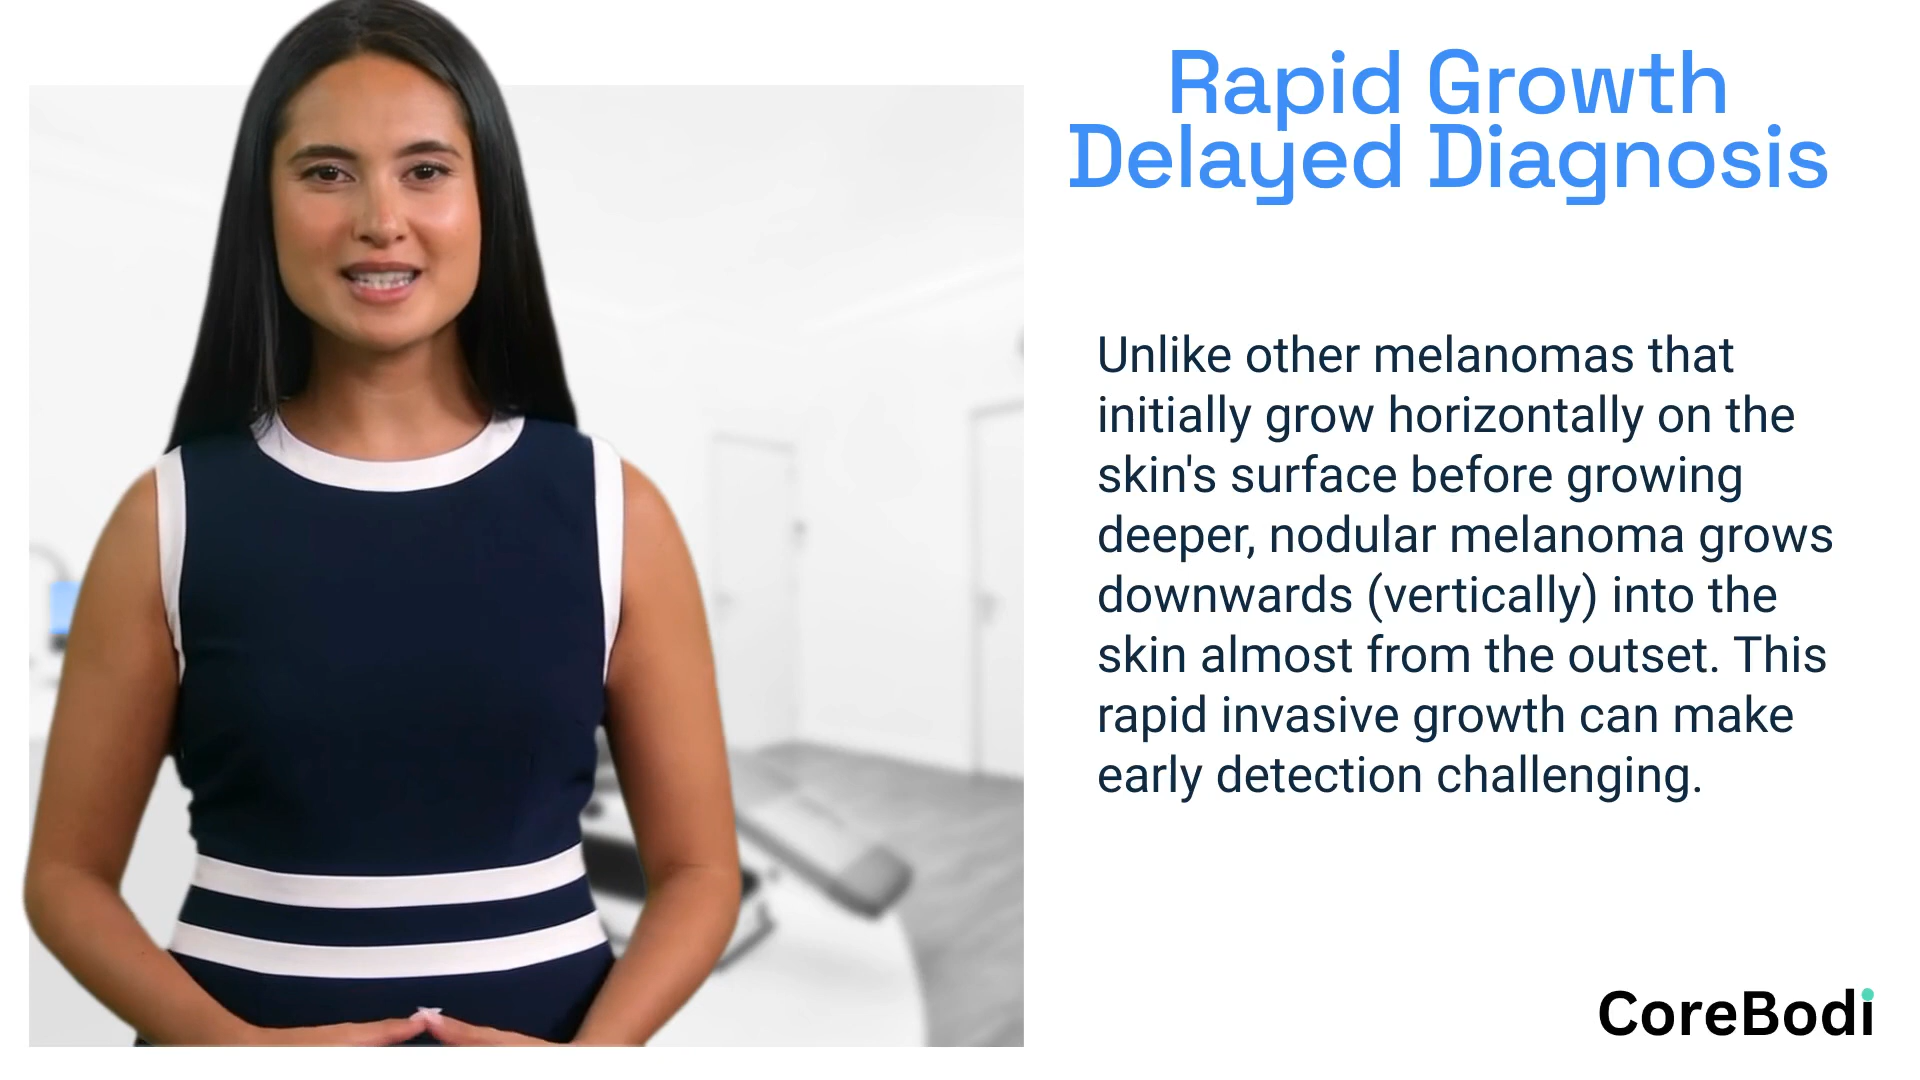 Rapid Growth
Delayed Diagnosis
Unlike other melanomas that
initially grow horizontally on the
skin's surface before growing
deeper, nodular melanoma grows
downwards (vertically) into the
skin almost from the outset. This
rapid invasive growth can make
early detection challenging.
CoreBodi